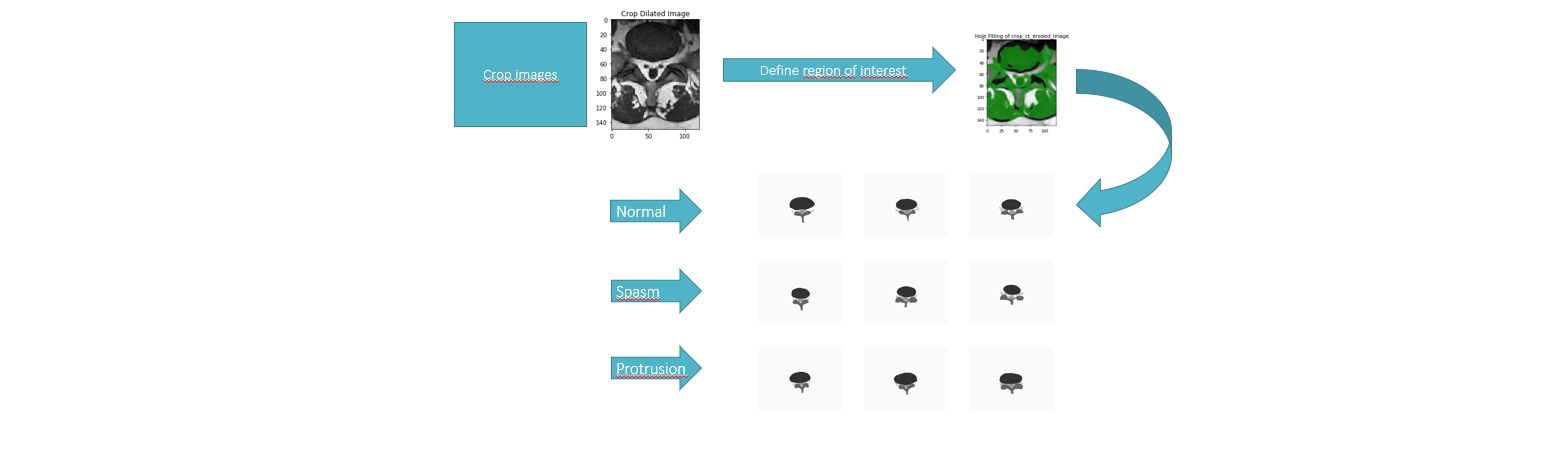 Crop images
Crop Dilated Image
0
20
40
60
80
100
120
140
0 50 100
Define region of interest
Hole Filling of crop_ct_eroded_image
0
20
40
60
80
100
120
140
0 25 50 75 100
Normal
Spasm
Protrusion